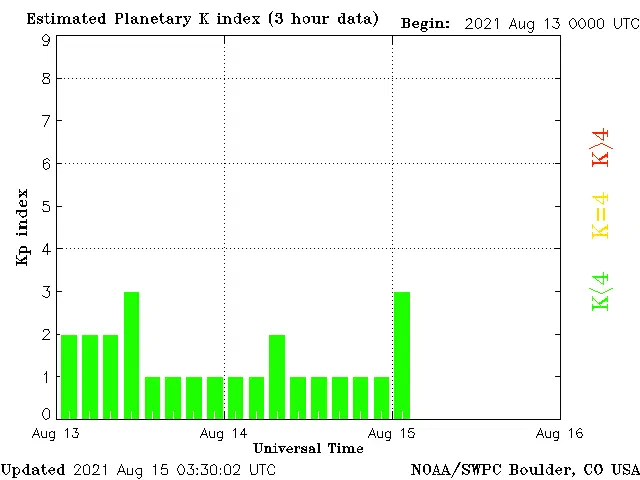 Estimated Planetary K index (3 hour data)
Begin: 2021 Aug 13 0000 UTC
9
8
7
6
5
4
3
2
1
0
Kp index
Aug 13
Aug 14
Aug 15
Aug 16
Universal Time
K>4
K=4
K<4
Updated 2021 Aug 15 03:30:02 UTC
NOAA/SWPC Boulder, CO USA